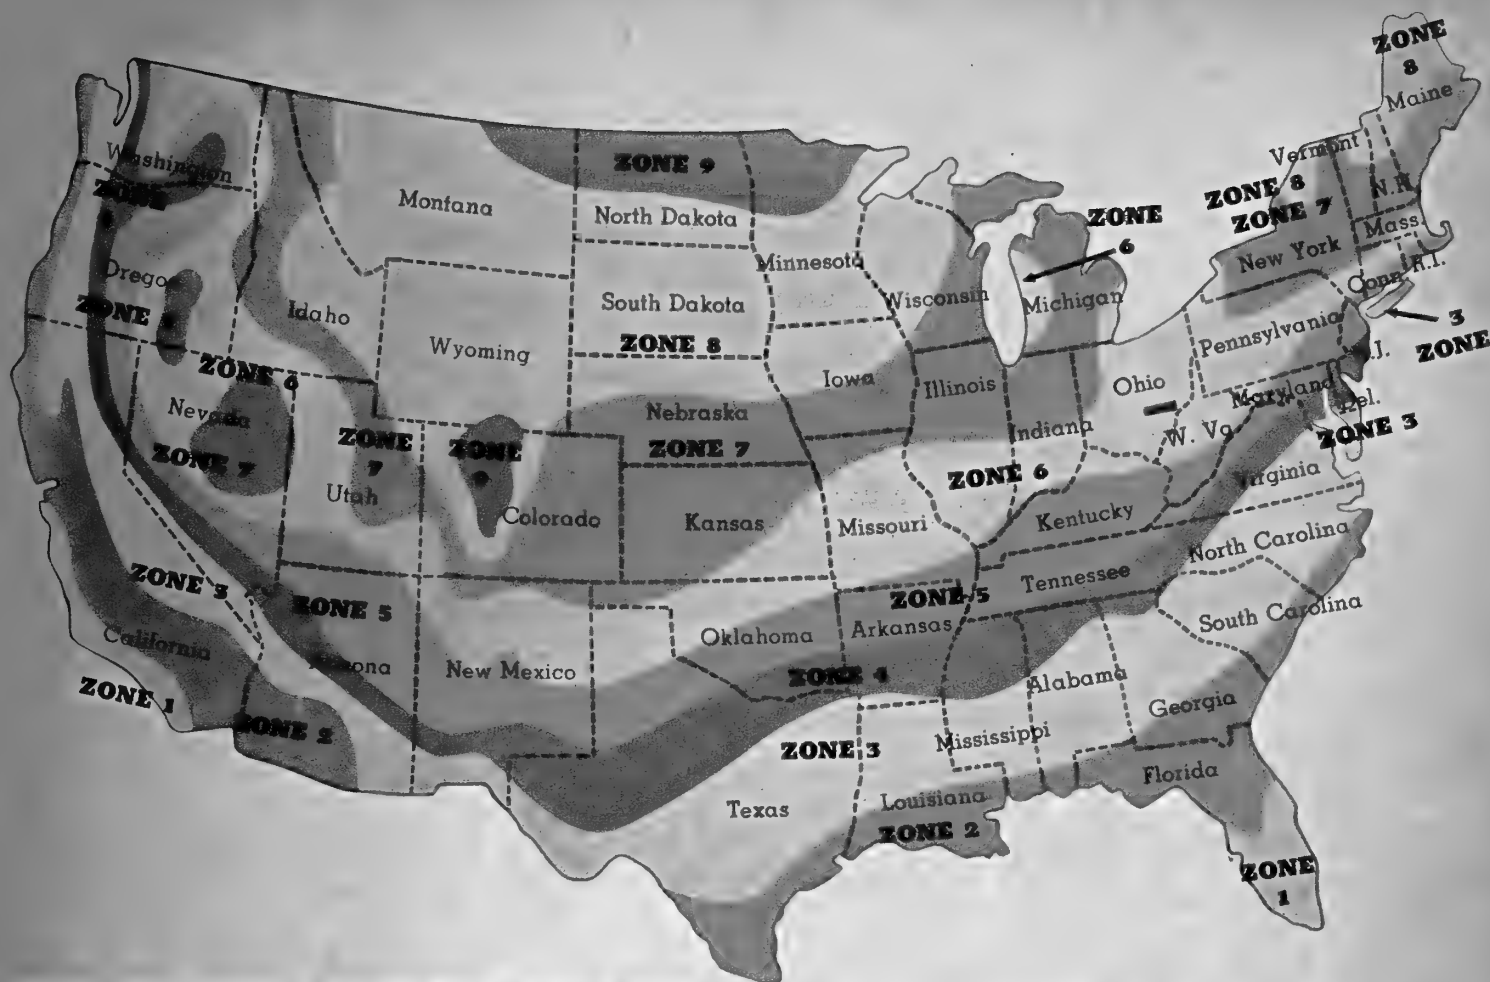 ZONE
8
Maine
Vermont
N.H.
ZONE 8
ZONE 7
Mass.
New York
Conn.
R.I.
Washington
ZONE
ZONE 9
Montana
North Dakota
ZONE
6
Minnesota
Wisconsin
Michigan
Oregon
ZONE
Idaho
South Dakota
ZONE 8
Wyoming
Pennsylvania
3
ZONE
.J.
ZONE 6
Nevada
ZONE 7
Iowa
Illinois
Ohio
Maryland
Del.
Nebraska
ZONE 7
Indiana
W. Va.
ZONE 3
ZONE
7
Utah
ZONE
Colorado
Kansas
ZONE 6
Missouri
Kentucky
Virginia
North Carolina
ZONE 3
ZONE 5
Tennessee
ZONE 5
Arkansas
Oklahoma
South Carolina
California
Arizona
New Mexico
ZONE 4
Alabama
Georgia
ZONE 1
ZONE 2
ZONE 3
Mississippi
Texas
Louisiana
ZONE 2
Florida
ZONE
1